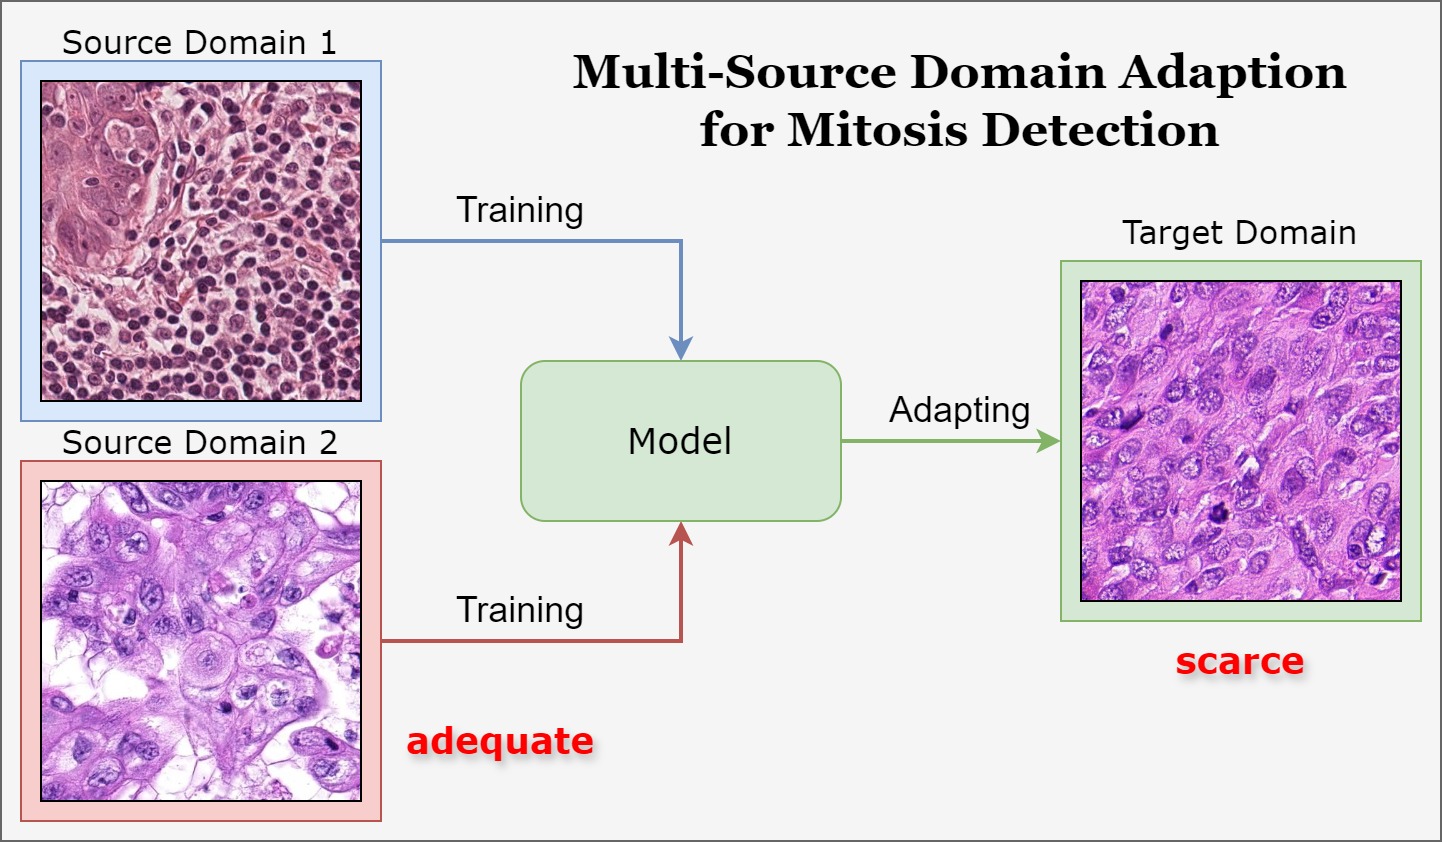 Source Domain 1
Multi-Source Domain Adaption
for Mitosis Detection
Training
Target Domain
Adapting
Model
Source Domain 2
Training
scarce
adequate